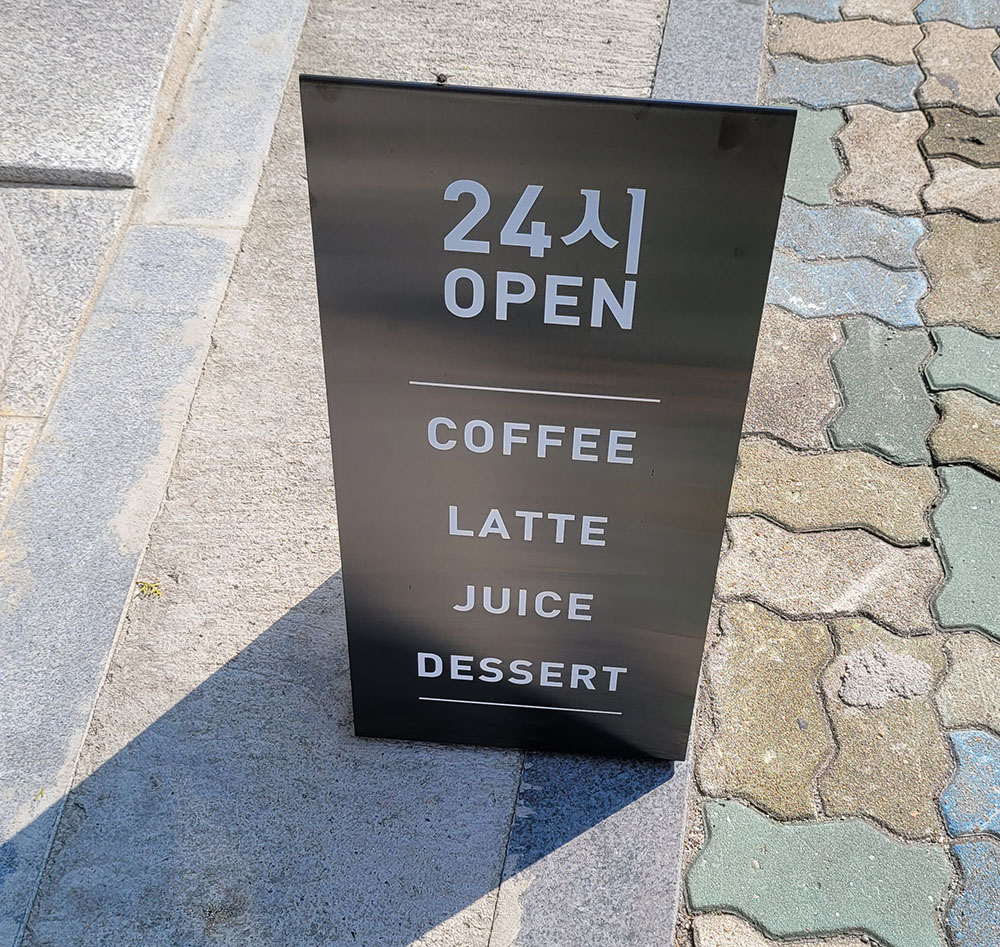 24시
OPEN
COFFEE
LATTE
JUICE
DESSERT